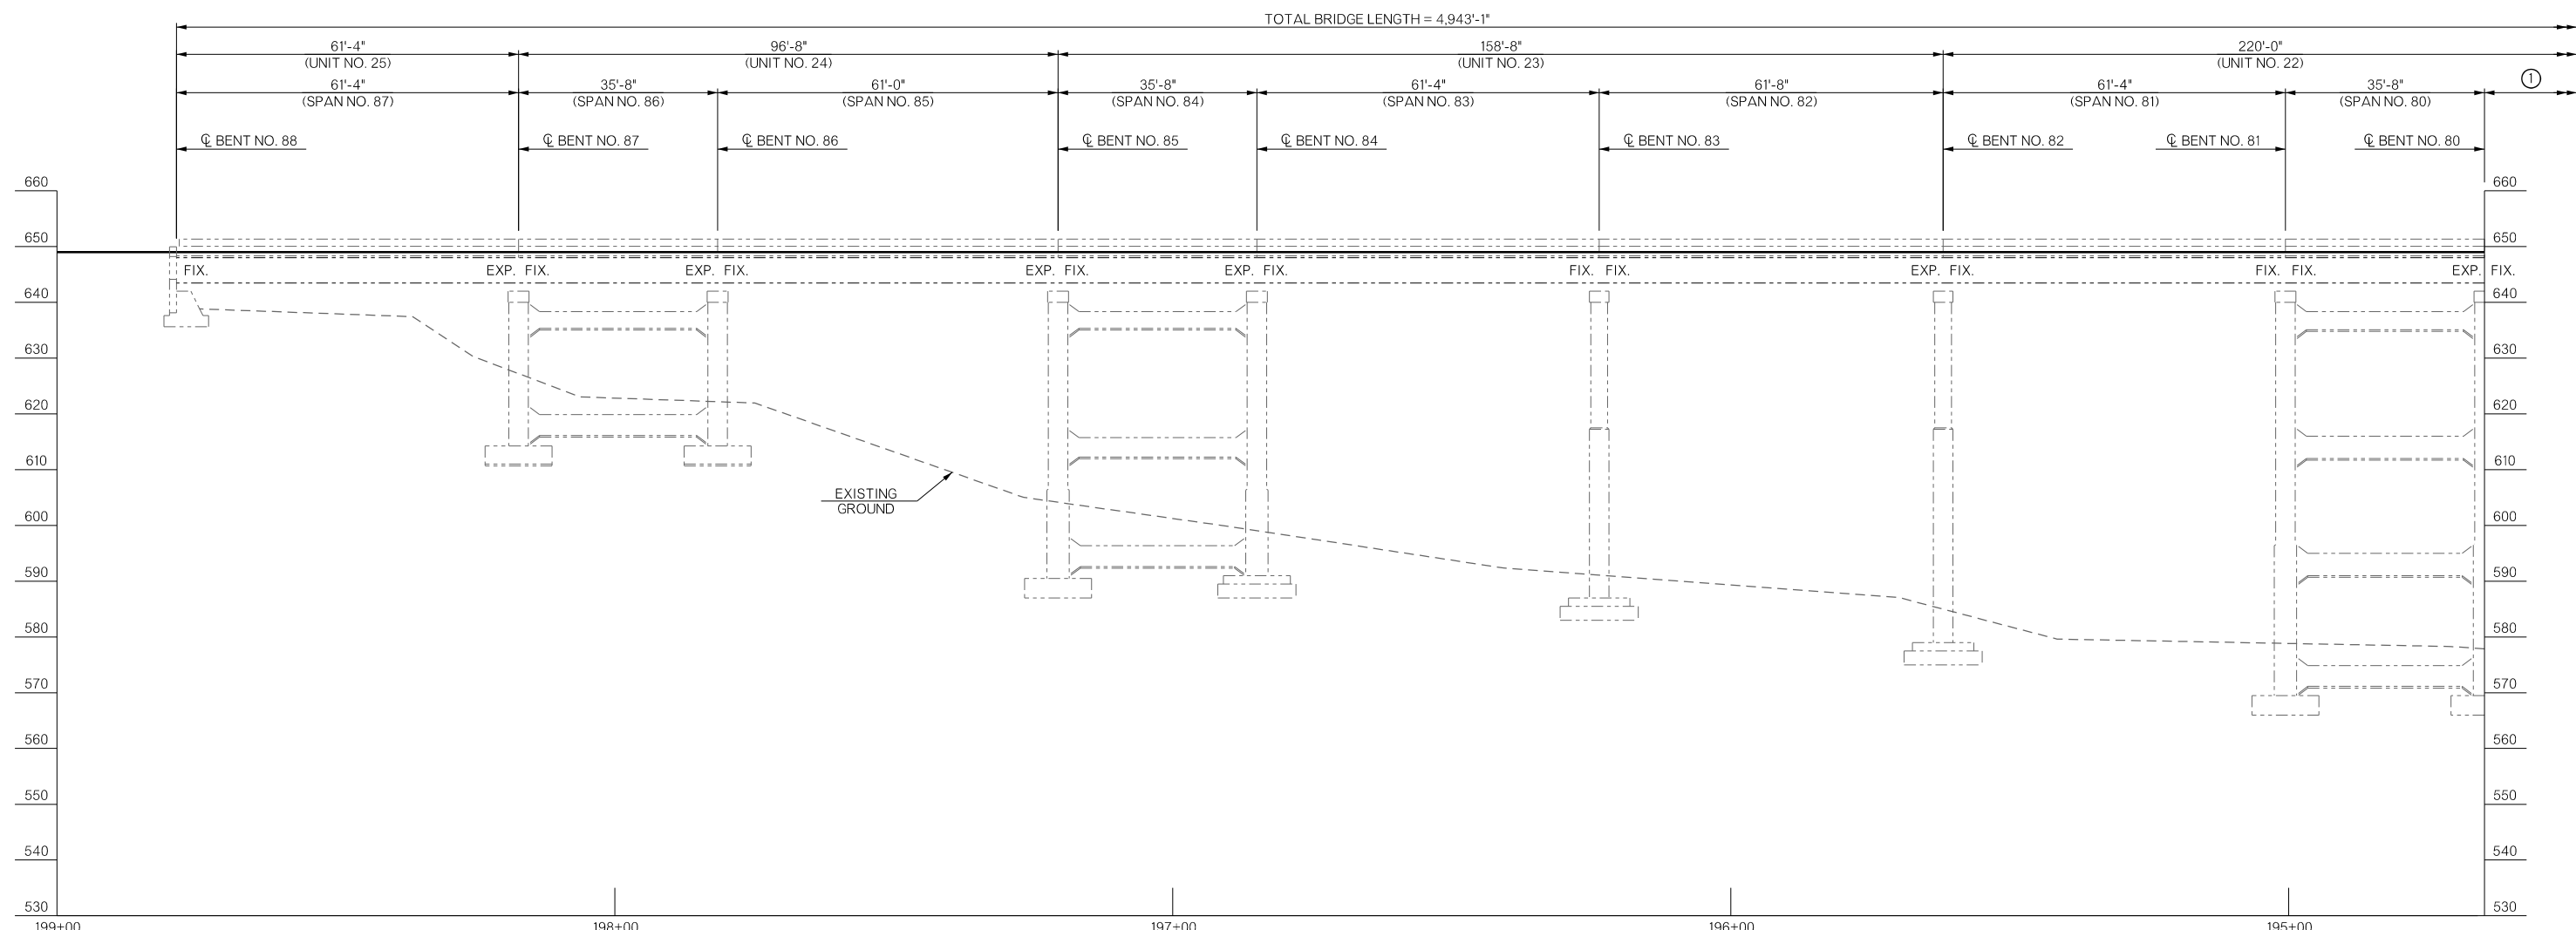 TOTAL BRIDGE LENGTH = 4,943'-1"
61'-4" 96'-8" 158'-8" 220'-0"
(UNIT NO. 25) (UNIT NO. 24) (UNIT NO. 23) (UNIT NO. 22)
61'-4" 35'-8" 61'-0" 35'-8" 61'-4" 61'-8" 61'-4" 35'-8" 1
(SPAN NO. 87) (SPAN NO. 86) (SPAN NO. 85) (SPAN NO. 84) (SPAN NO. 83) (SPAN NO. 82) (SPAN NO. 81) (SPAN NO. 80)
℄ BENT NO. 88 ℄ BENT NO. 87 ℄ BENT NO. 86 ℄ BENT NO. 85 ℄ BENT NO. 84 ℄ BENT NO. 83 ℄ BENT NO. 82 ℄ BENT NO. 81 ℄ BENT NO. 80
660 660
650 650
FIX. EXP. FIX. EXP. FIX. EXP. FIX. EXP. FIX. FIX. FIX. EXP. FIX. FIX. FIX. EXP. FIX.
640 640
630 630
620 620
610 610
EXISTING
GROUND
600 600
590 590
580 580
570 570
560 560
550 550
540 540
530 530
199+00 198+00 197+00 196+00 195+00